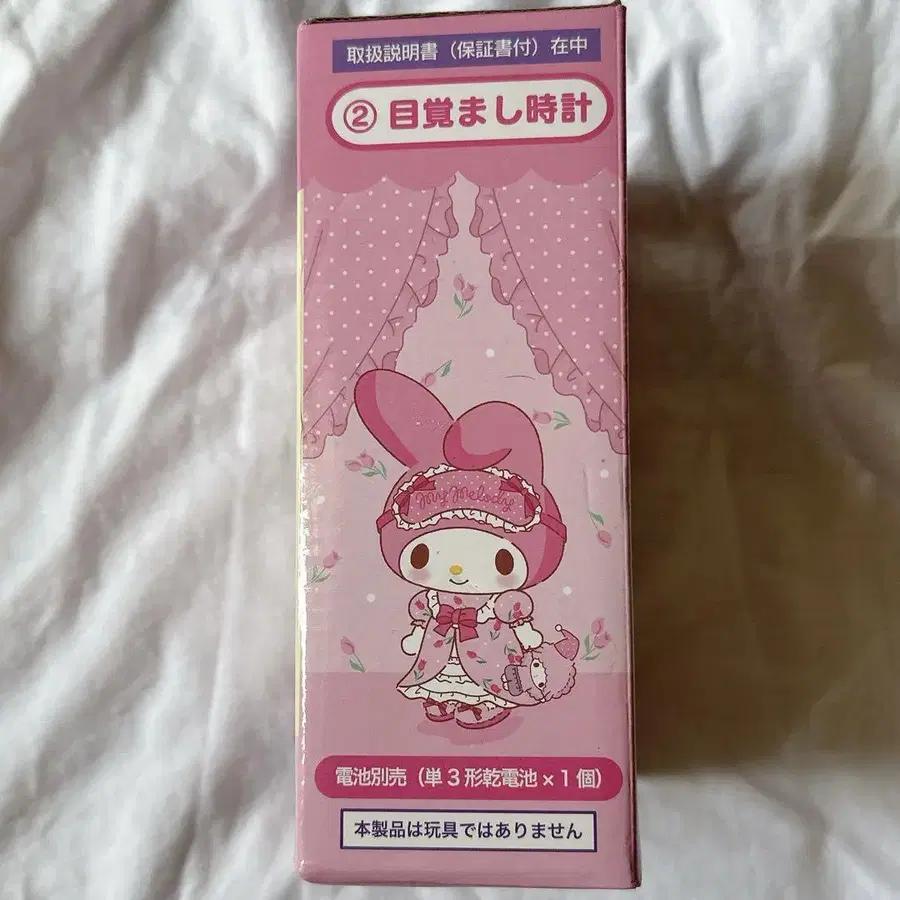 取扱説明書（保証書付）在中
② 目覚まし時計
My Melody
電池別売（単3形乾電池×1個）
本製品は玩具ではありません